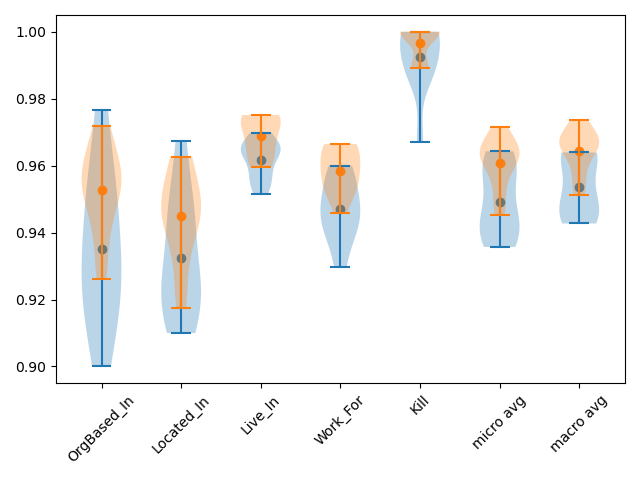 1.00
0.98
0.96
0.94
0.92
0.90
OrgBased_In
Located_In
Live_In
Work_For
Kill
micro avg
macro avg